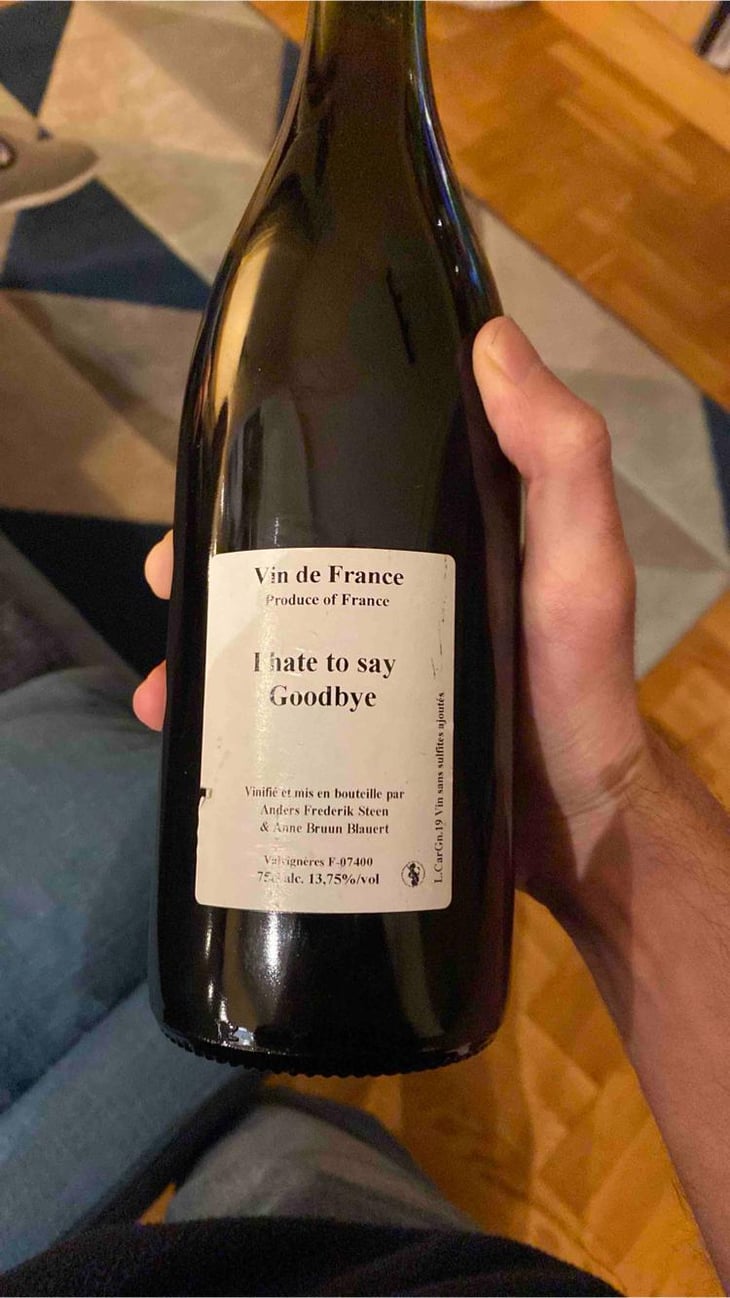 Vin de France
Produce of France
I hate to say
Goodbye
Vinifié et mis en bouteille par
Anders Frederik Steen
& Anne Bruun Blauert
Valvignères F-07400
75cl alc. 13,75%/vol
L.CarGn.19 Vin sans sulfites ajoutés